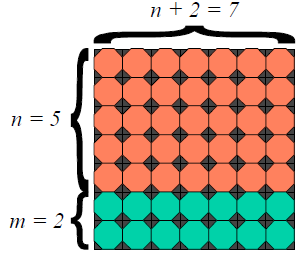 n + 2 = 7
n = 5
m = 2